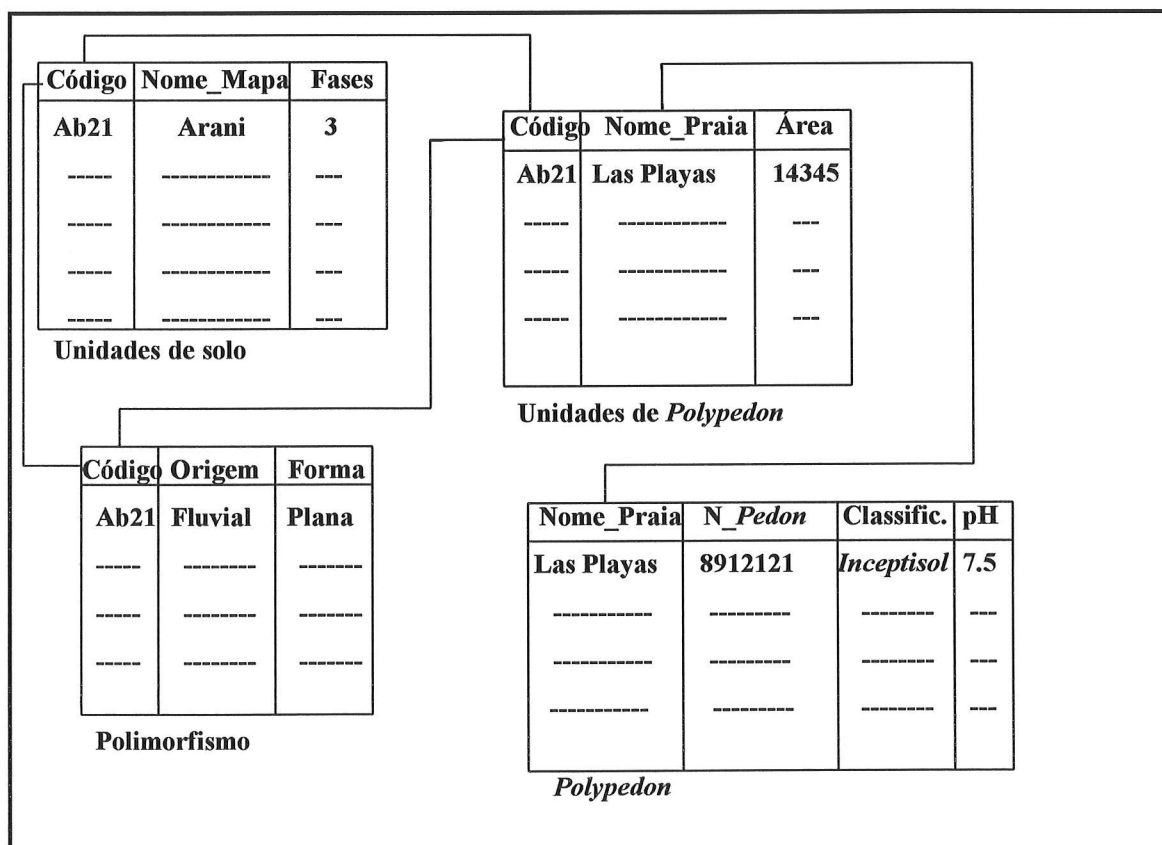 Código Nome_Mapa Fases
Ab21 Arani 3
----- ------------ ---
----- ------------ ---
----- ------------ ---
----- ------------ ---
Unidades de solo
Código Nome_Praia Área
Ab21 Las Playas 14345
----- ------------ ---
----- ------------ ---
----- ------------ ---
Unidades de Polypedon
Código Origem Forma
Ab21 Fluvial Plana
----- -------- -------
----- -------- -------
----- -------- -------
Polimorfismo
Nome_Praia N_Pedon Classific. pH
Las Playas 8912121 Inceptisol 7.5
----------- --------- -------- ---
----------- --------- -------- ---
----------- --------- -------- ---
Polypedon